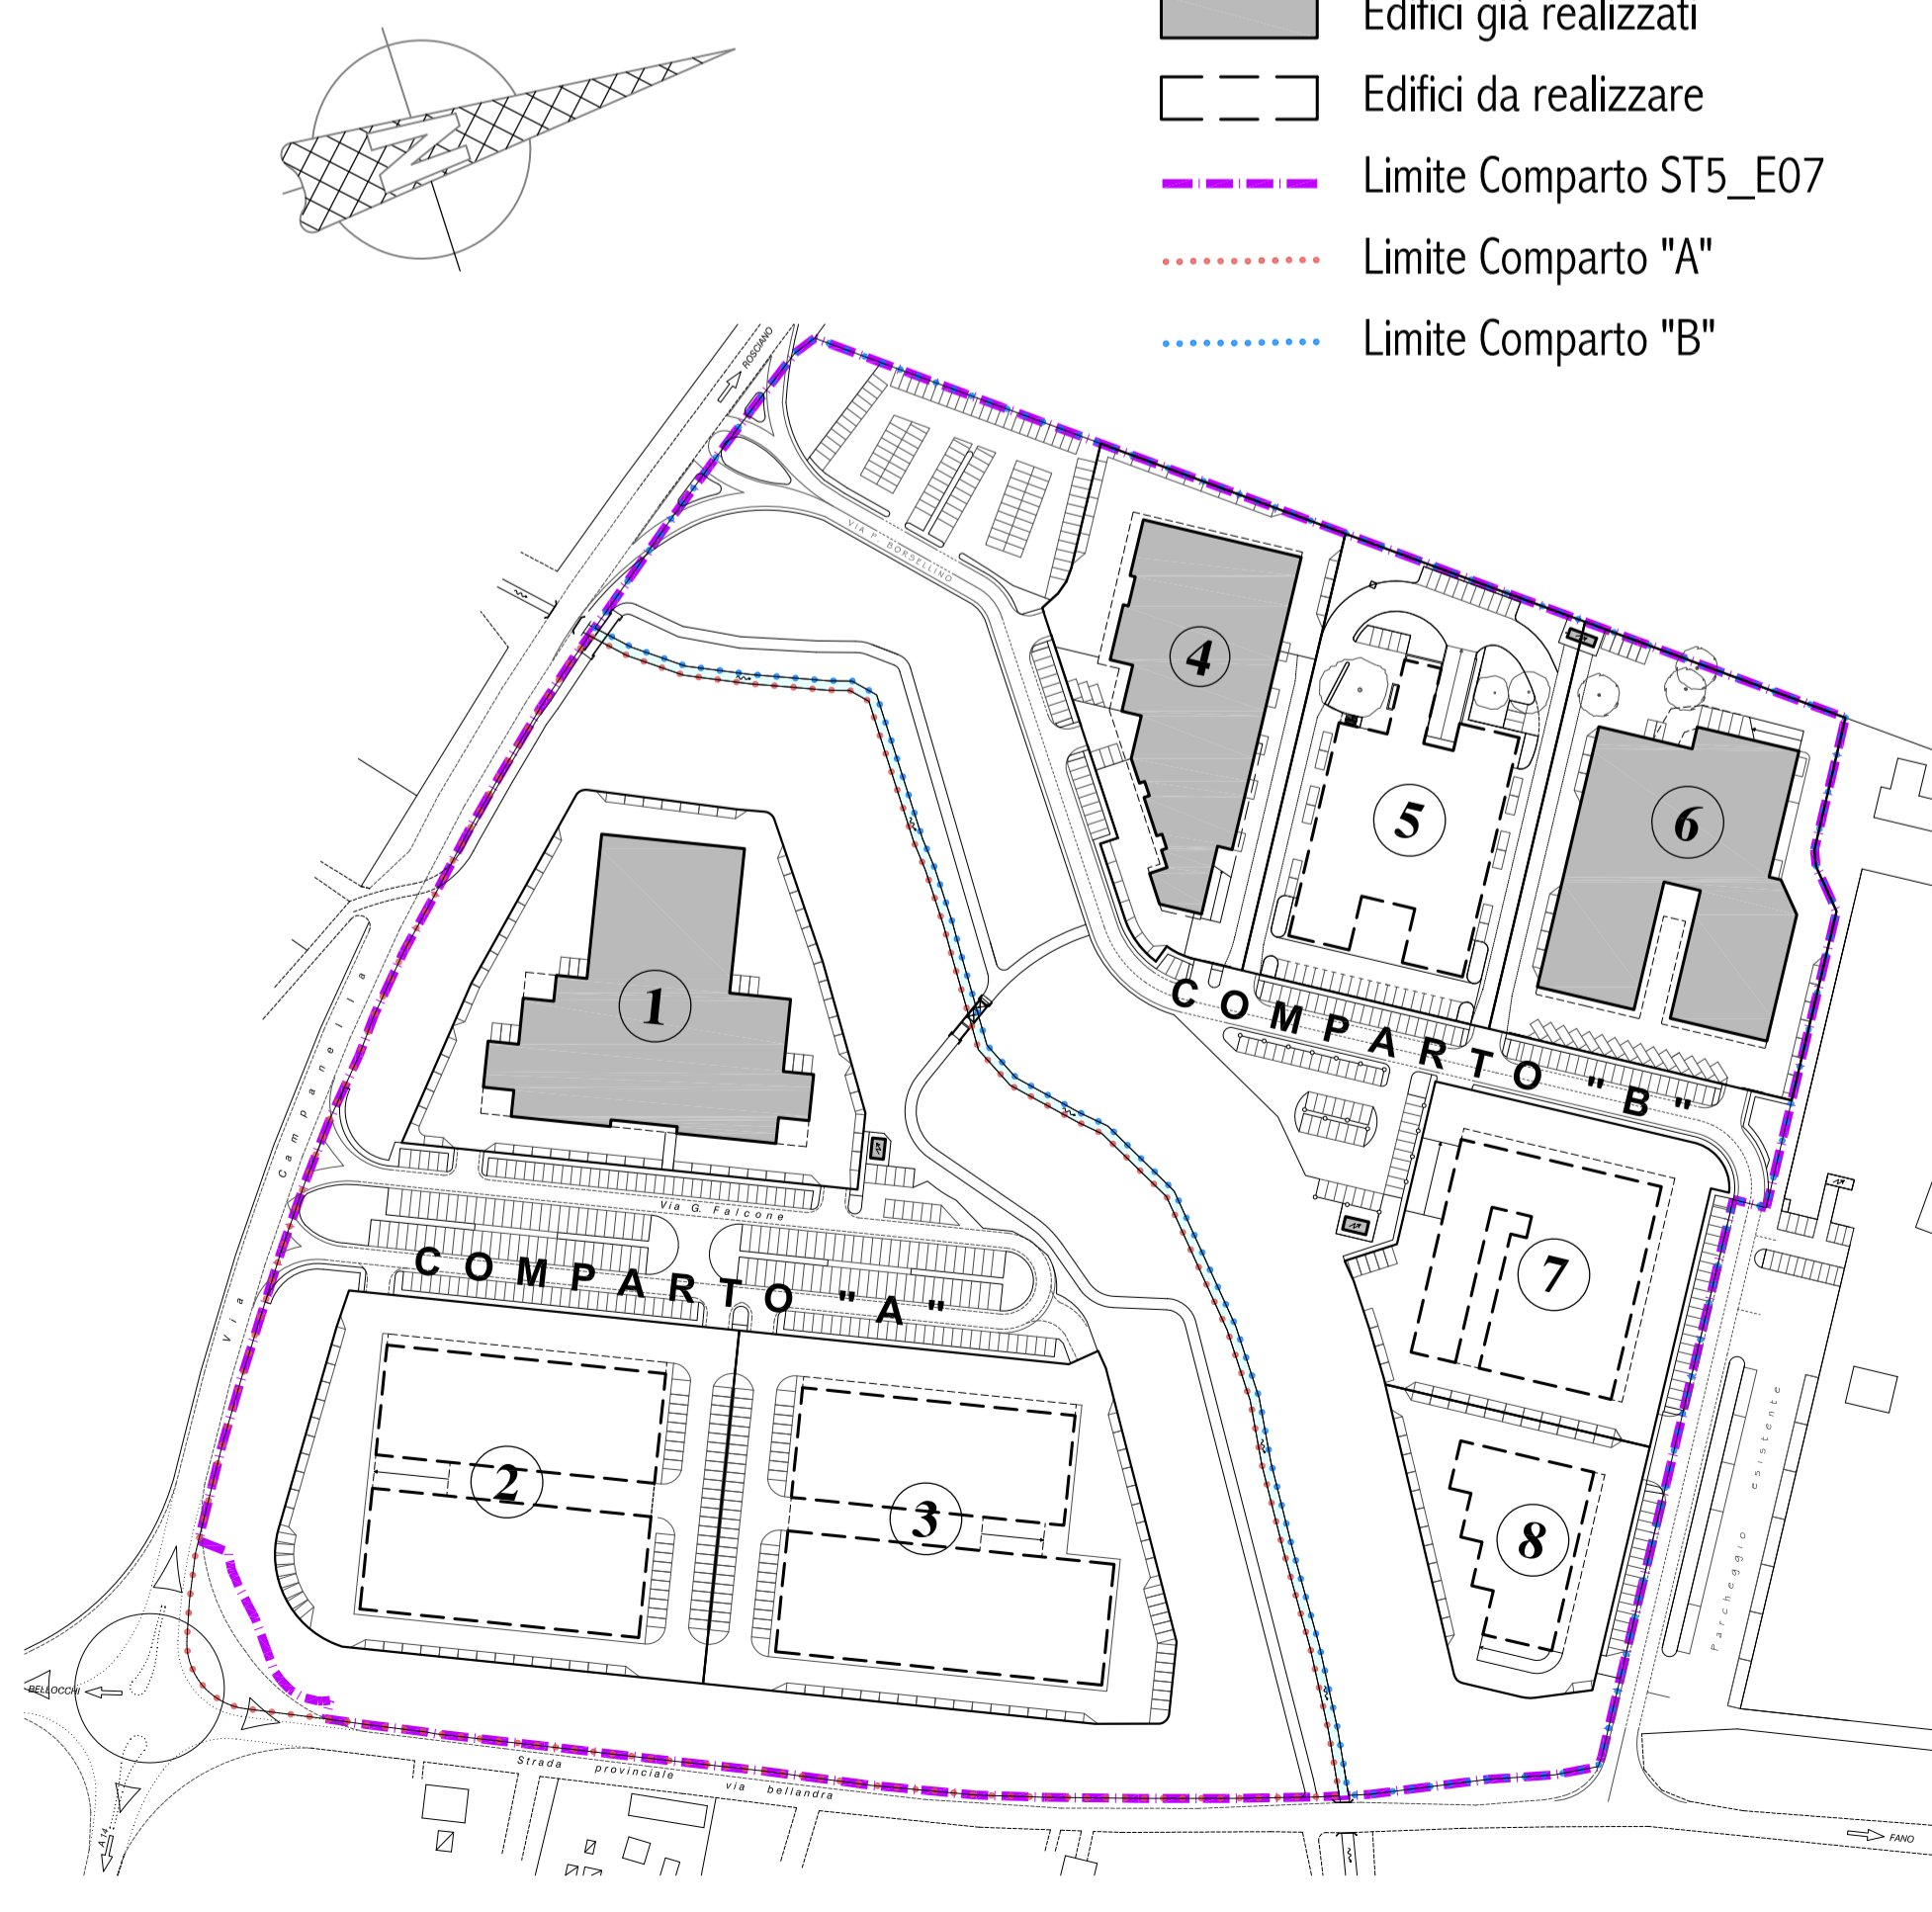 Edifici già realizzati
Edifici da realizzare
N
Limite Comparto ST5_E07
Limite Comparto "A"
Limite Comparto "B"
ROSCIANO
VIA P. BORSELLINO
4
5
6
1
COMPARTO "B"
Via Campanella
Via G. Falcone
COMPARTO "A"
7
2
3
8
Parcheggio esistente
BELLOCCHI
Strada provinciale via bellandra
A 14
FANO